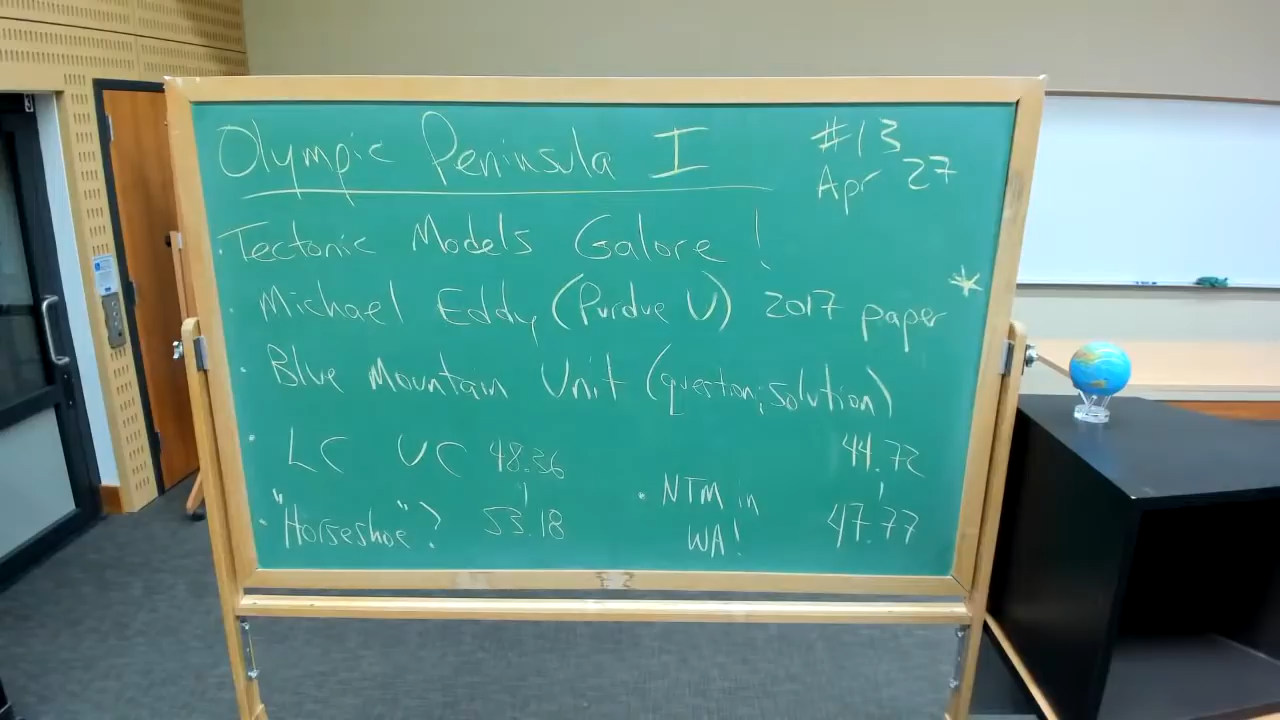 Olympic Peninsula I #13
Apr 27
· Tectonic Models Galore!
· Michael Eddy (Purdue U) 2017 paper *
· Blue Mountain Unit (question; solution)
· LC UC 48.36 44.72
· "Horseshoe"? 53.18 · NTM in WA! 47.77